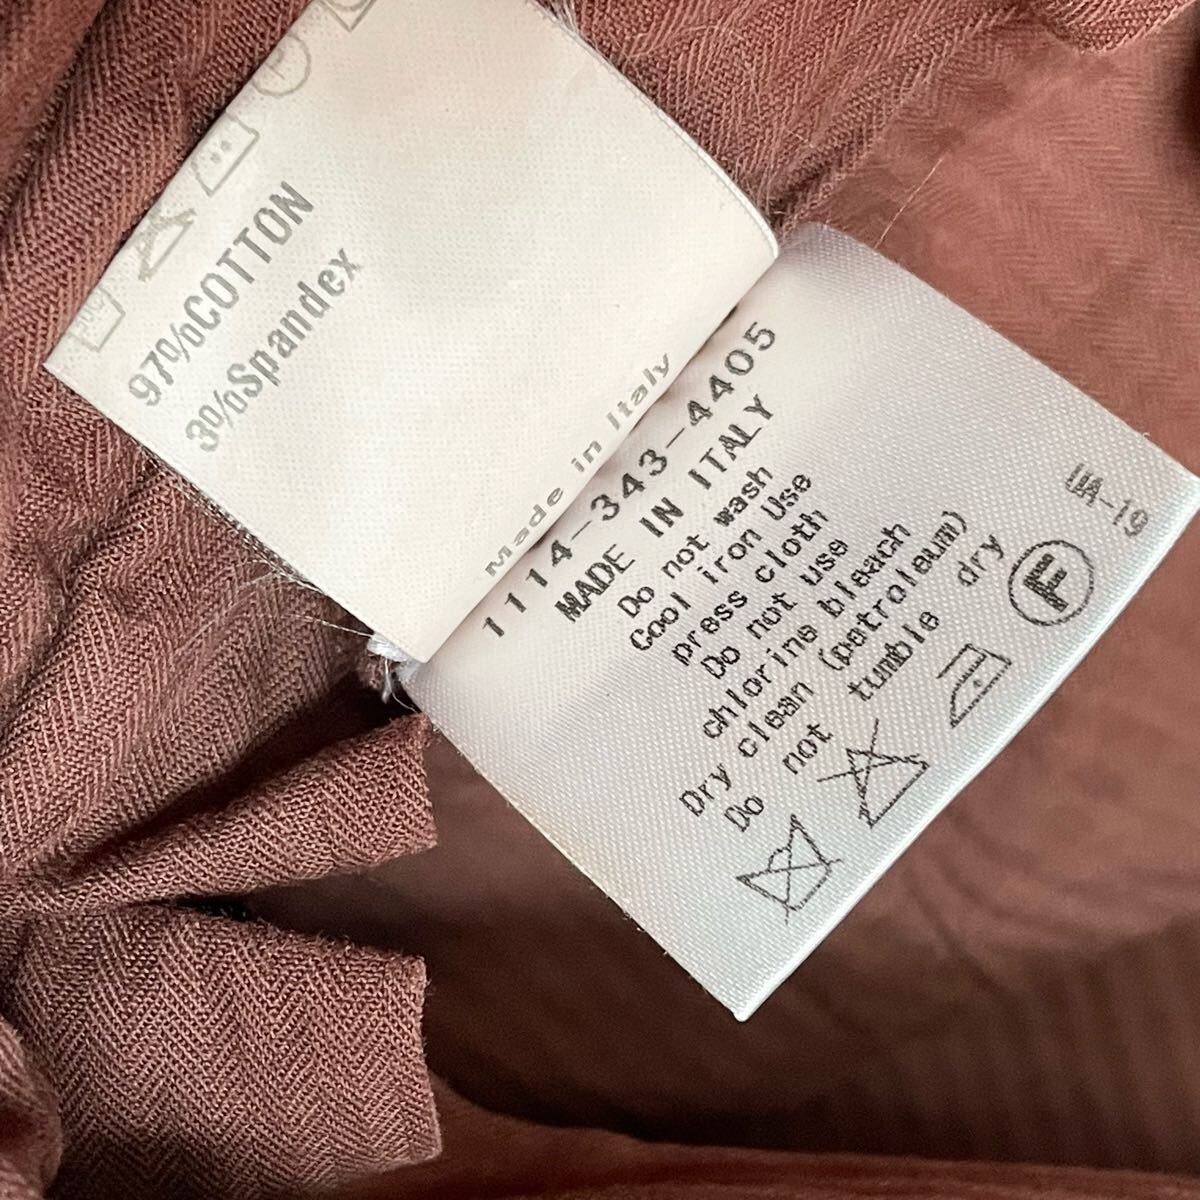 97%COTTON
3%Spandex
Made in Italy
1114-343-4405
MADE IN ITALY
Do not wash
Cool iron Use
press cloth
Do not use
chlorine bleach
Dry clean (petroleum)
Do not tumble dry
F
UA-19